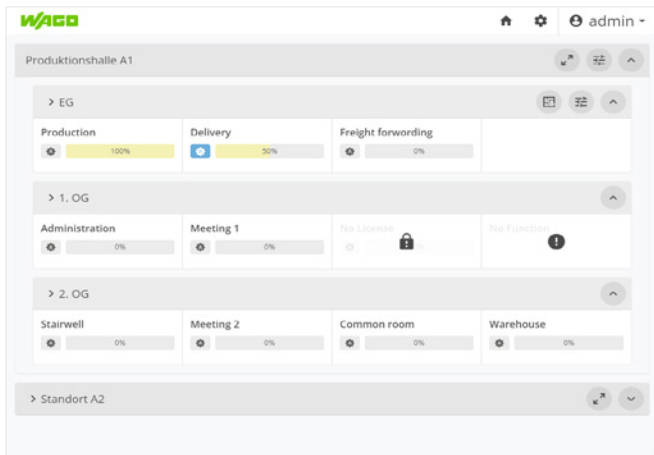 WAGO
admin
Produktionshalle A1
EG
Production Delivery Freight forwording
100% 50% 0%
1. OG
Administration Meeting 1 No License No Function
0% 0%
2. OG
Stairwell Meeting 2 Common room Warehouse
0% 0% 0% 0%
Standort A2